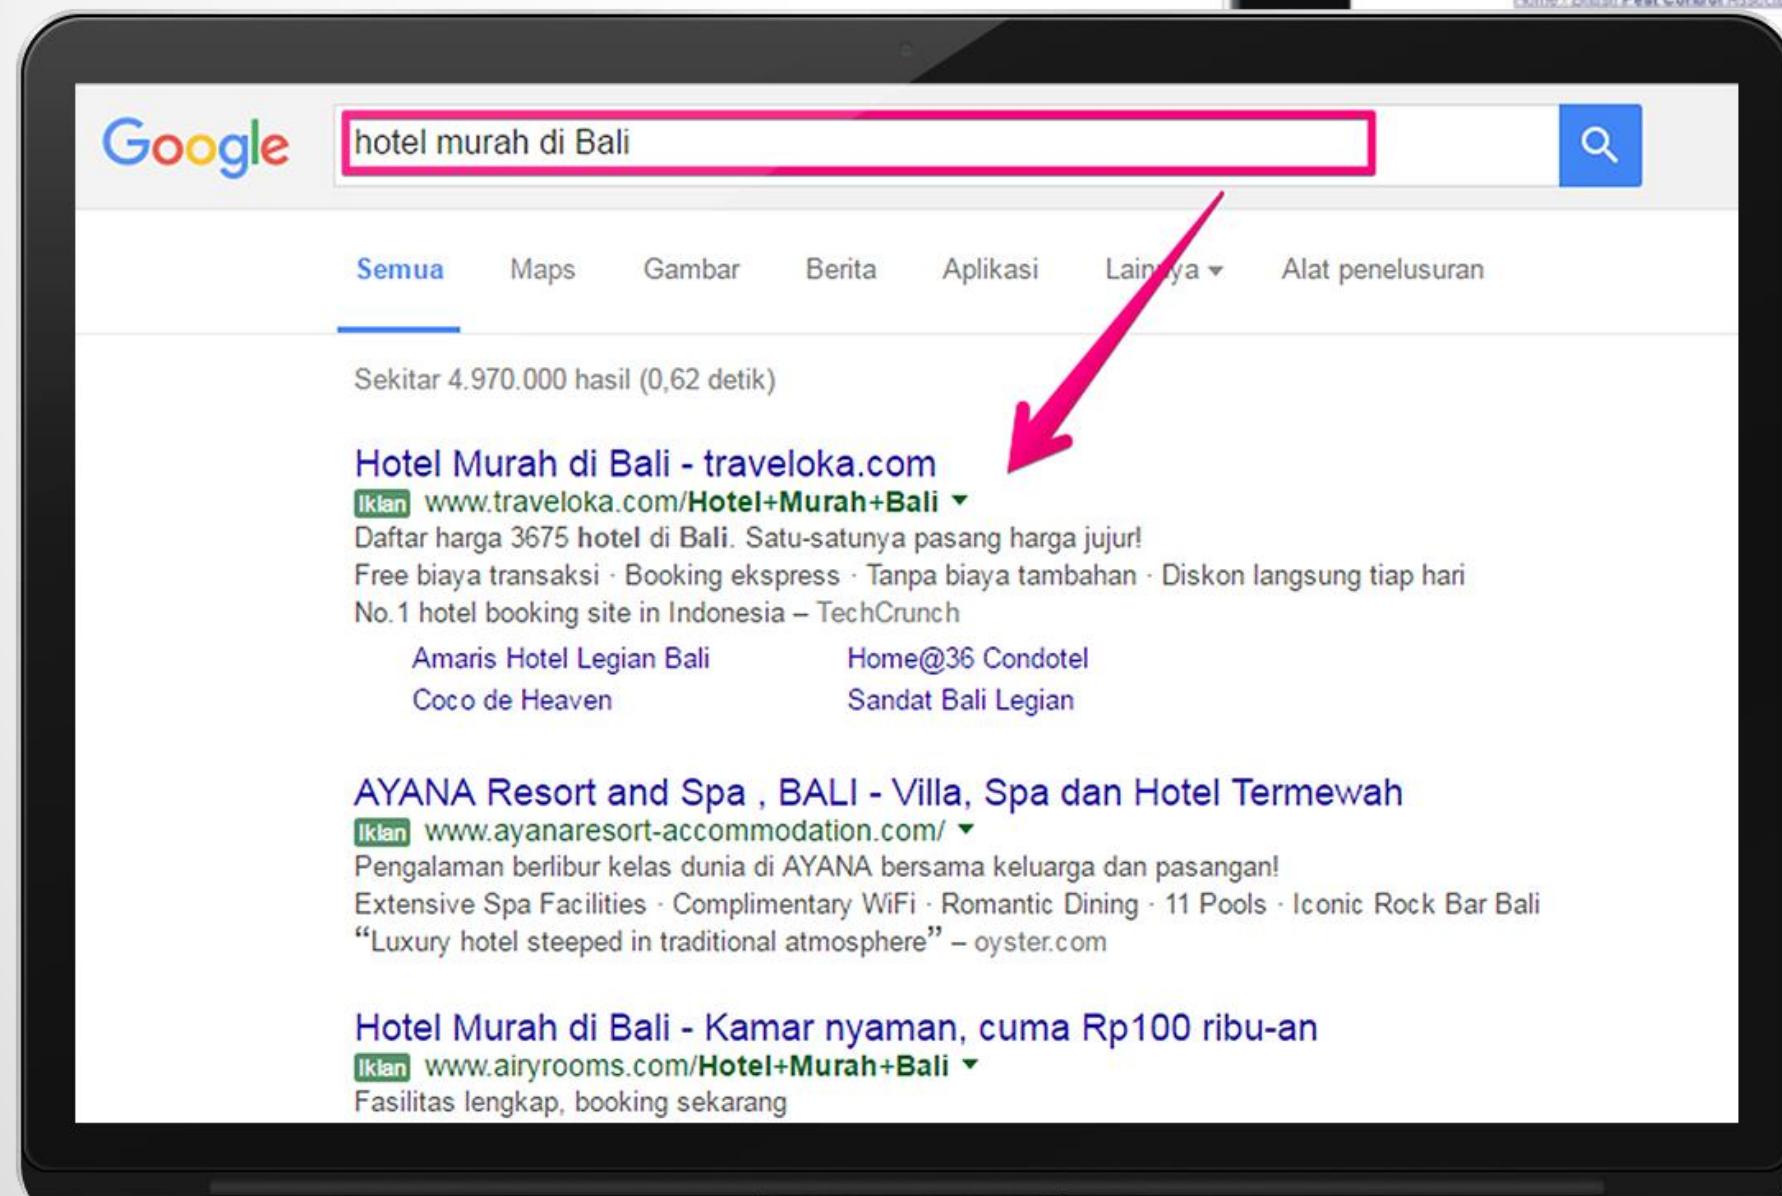 Google
hotel murah di Bali
Semua Maps Gambar Berita Aplikasi Lainnya Alat penelusuran
Sekitar 4.970.000 hasil (0,62 detik)
Hotel Murah di Bali - traveloka.com
Iklan www.traveloka.com/Hotel+Murah+Bali
Daftar harga 3675 hotel di Bali. Satu-satunya pasang harga jujur!
Free biaya transaksi · Booking ekspress · Tanpa biaya tambahan · Diskon langsung tiap hari
No.1 hotel booking site in Indonesia – TechCrunch
Amaris Hotel Legian Bali Home@36 Condotel
Coco de Heaven Sandat Bali Legian
AYANA Resort and Spa , BALI - Villa, Spa dan Hotel Termewah
Iklan www.ayanaresort-accommodation.com/
Pengalaman berlibur kelas dunia di AYANA bersama keluarga dan pasangan!
Extensive Spa Facilities · Complimentary WiFi · Romantic Dining · 11 Pools · Iconic Rock Bar Bali
“Luxury hotel steeped in traditional atmosphere” – oyster.com
Hotel Murah di Bali - Kamar nyaman, cuma Rp100 ribu-an
Iklan www.airyrooms.com/Hotel+Murah+Bali
Fasilitas lengkap, booking sekarang